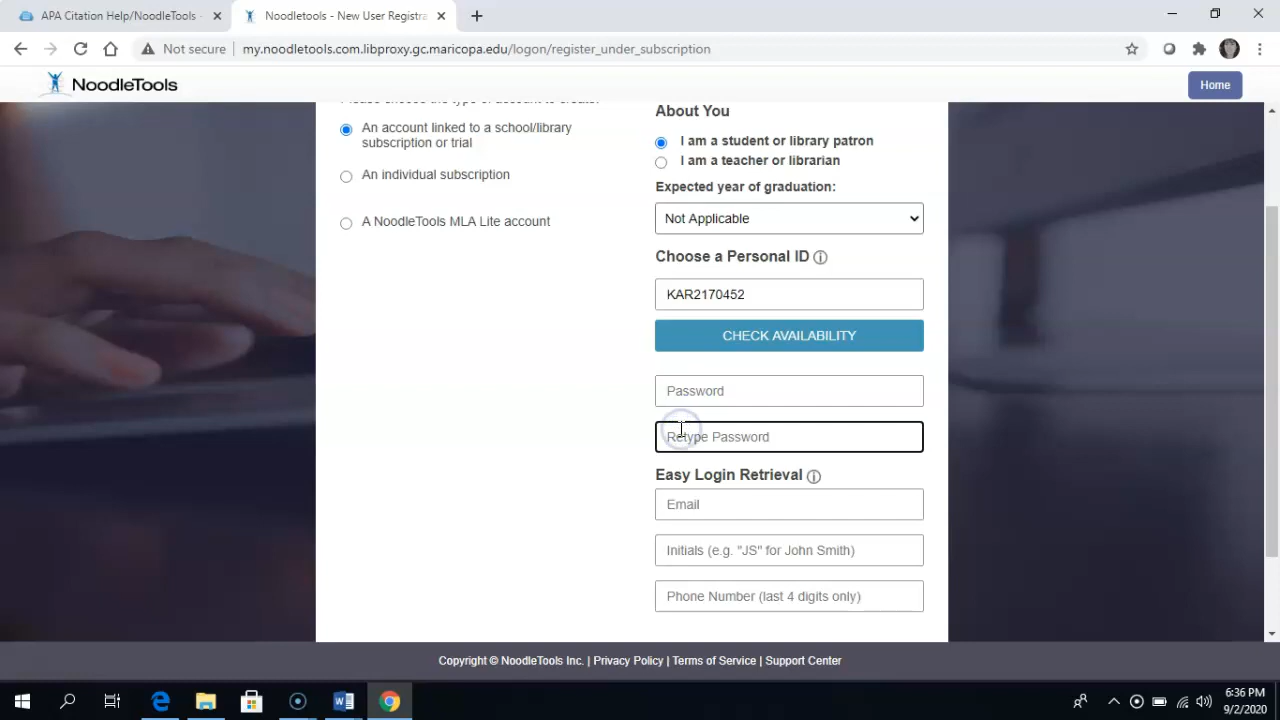 APA Citation Help/NoodleTools -
Noodletools - New User Registra
Not secure
my.noodletools.com.libproxy.gc.maricopa.edu/logon/register_under_subscription
NoodleTools
Home
An account linked to a school/library
subscription or trial
An individual subscription
A NoodleTools MLA Lite account
About You
I am a student or library patron
I am a teacher or librarian
Expected year of graduation:
Not Applicable
Choose a Personal ID
KAR2170452
CHECK AVAILABILITY
Password
Retype Password
Easy Login Retrieval
Email
Initials (e.g. "JS" for John Smith)
Phone Number (last 4 digits only)
Copyright © NoodleTools Inc. | Privacy Policy | Terms of Service | Support Center
6:36 PM
9/2/2020